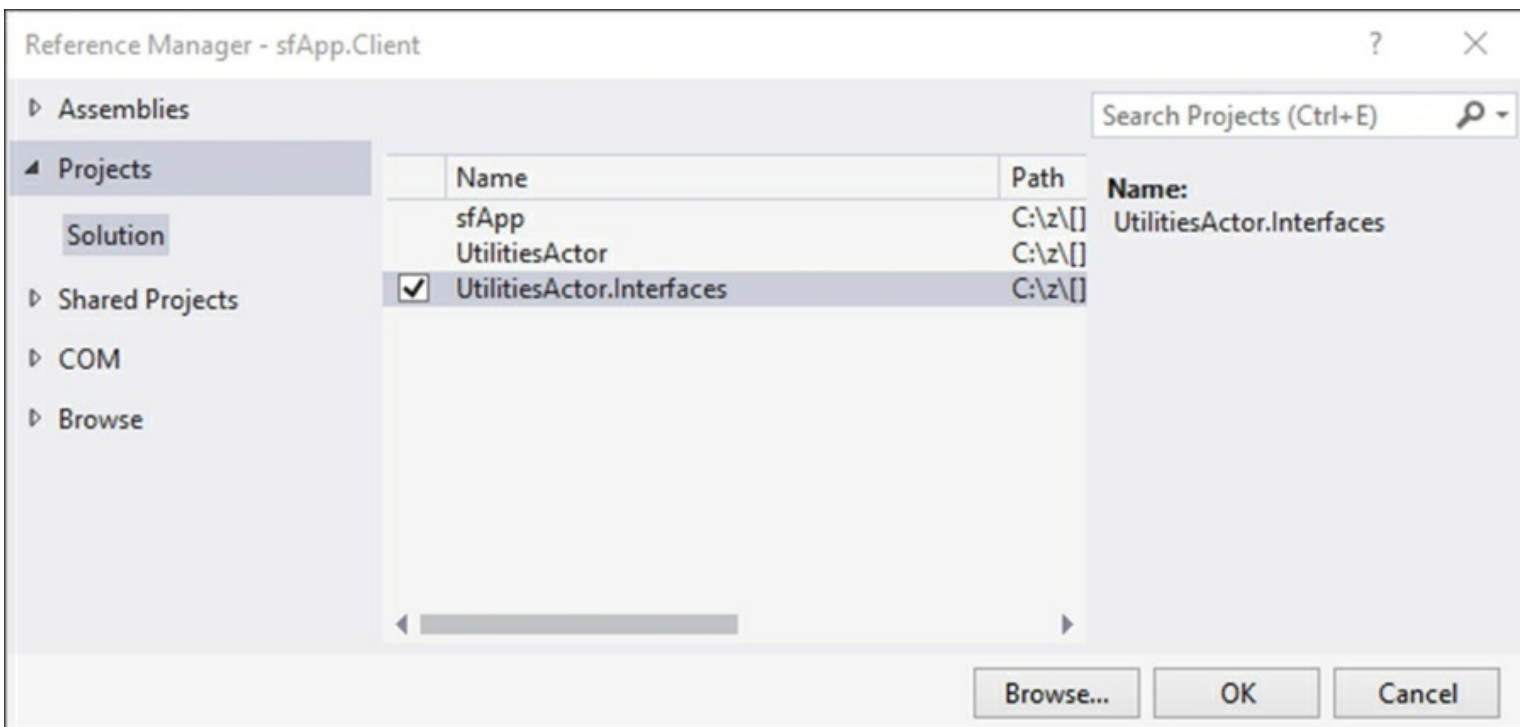 Reference Manager - sfApp.Client ? ×
Assemblies
Projects
Solution
Shared Projects
COM
Browse
Name Path
sfApp C:\z\[]
UtilitiesActor C:\z\[]
UtilitiesActor.Interfaces C:\z\[]
Search Projects (Ctrl+E)
Name:
UtilitiesActor.Interfaces
Browse... OK Cancel